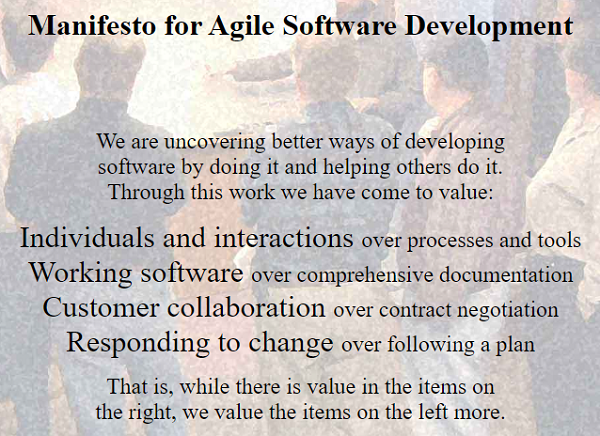 Manifesto for Agile Software Development
We are uncovering better ways of developing
software by doing it and helping others do it.
Through this work we have come to value:
Individuals and interactions over processes and tools
Working software over comprehensive documentation
Customer collaboration over contract negotiation
Responding to change over following a plan
That is, while there is value in the items on
the right, we value the items on the left more.